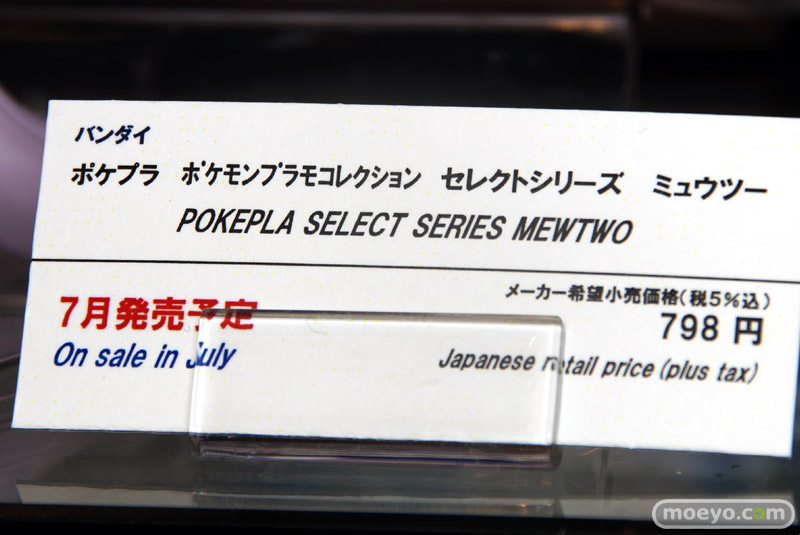 バンダイ
ポケプラ ポケモンプラモコレクション セレクトシリーズ ミュウツー
POKEPLA SELECT SERIES MEWTWO
メーカー希望小売価格(税5%込)
7月発売予定 798 円
On sale in July Japanese retail price (plus tax)
moeyo.com